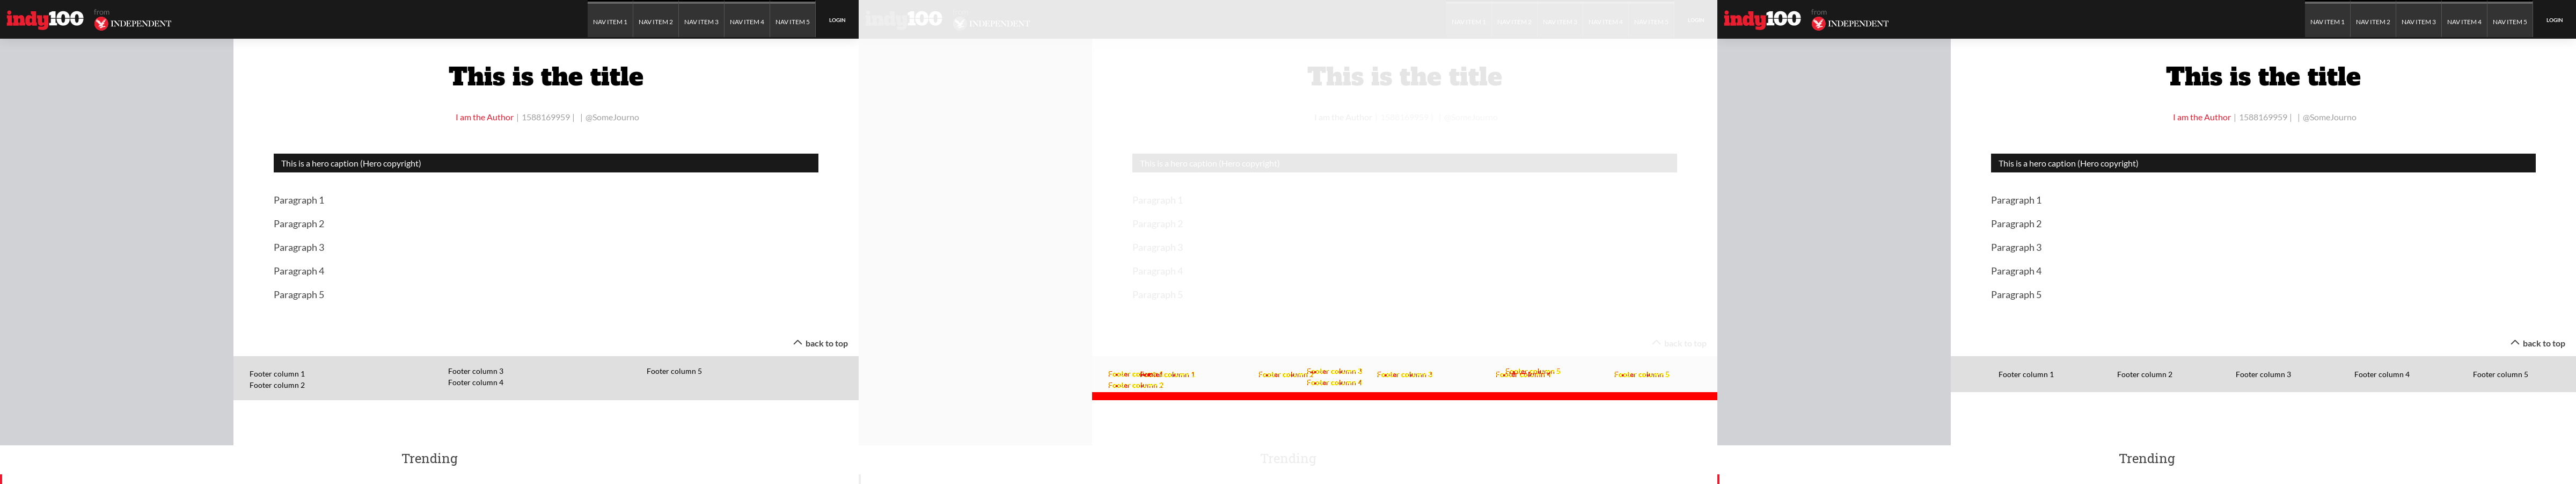 indy100 from INDEPENDENT
NAV ITEM 1 NAV ITEM 2 NAV ITEM 3 NAV ITEM 4 NAV ITEM 5 LOGIN
This is the title
I am the Author | 1588169959 | | @SomeJourno
This is a hero caption (Hero copyright)
Paragraph 1
Paragraph 2
Paragraph 3
Paragraph 4
Paragraph 5
back to top
Footer column 1
Footer column 2
Footer column 3
Footer column 4
Footer column 5
Trending
indy100 INDEPENDENT
NAV ITEM 1 NAV ITEM 2 NAV ITEM 3 NAV ITEM 4 NAV ITEM 5 LOGIN
This is the title
I am the Author | 1588169959 | | @SomeJourno
This is a hero caption (Hero copyright)
Paragraph 1
Paragraph 2
Paragraph 3
Paragraph 4
Paragraph 5
back to top
Footer column 1 Footer column 2 Footer column 3 Footer column 4 Footer column 5
Footer column 2
Footer column 3
Footer column 4
Footer column 5
Trending
indy100 from INDEPENDENT
NAV ITEM 1 NAV ITEM 2 NAV ITEM 3 NAV ITEM 4 NAV ITEM 5 LOGIN
This is the title
I am the Author | 1588169959 | | @SomeJourno
This is a hero caption (Hero copyright)
Paragraph 1
Paragraph 2
Paragraph 3
Paragraph 4
Paragraph 5
back to top
Footer column 1 Footer column 2 Footer column 3 Footer column 4 Footer column 5
Trending